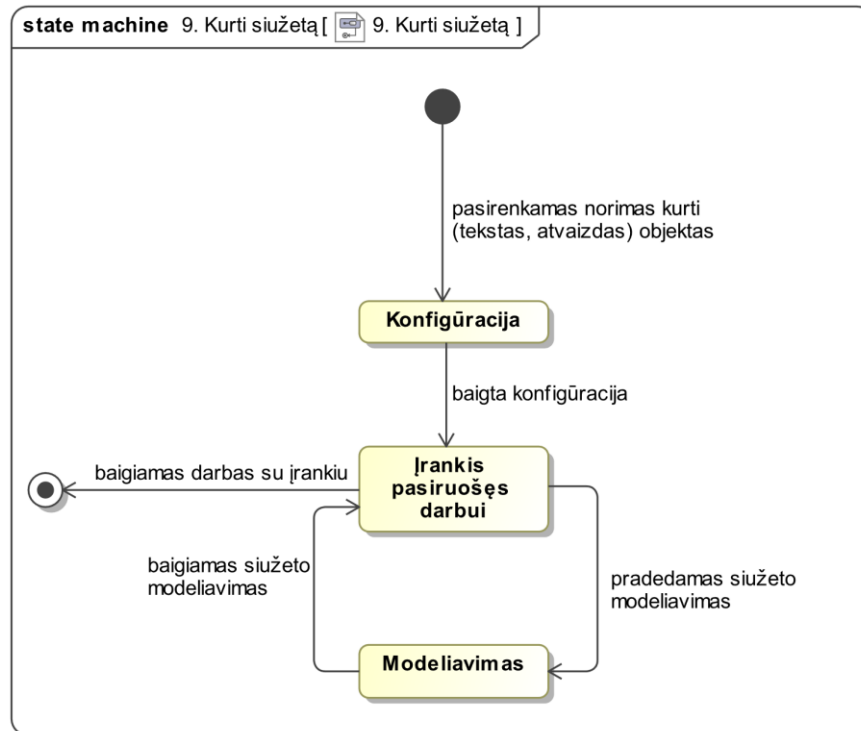 state machine 9. Kurti siužetą [ 9. Kurti siužetą ]
pasirenkamas norimas kurti
(tekstas, atvaizdas) objektas
Konfigūracija
baigta konfigūracija
Įrankis
pasiruošęs
darbui
baigiamas darbas su įrankiu
baigiamas siužeto
modeliavimas
pradedamas siužeto
modeliavimas
Modeliavimas